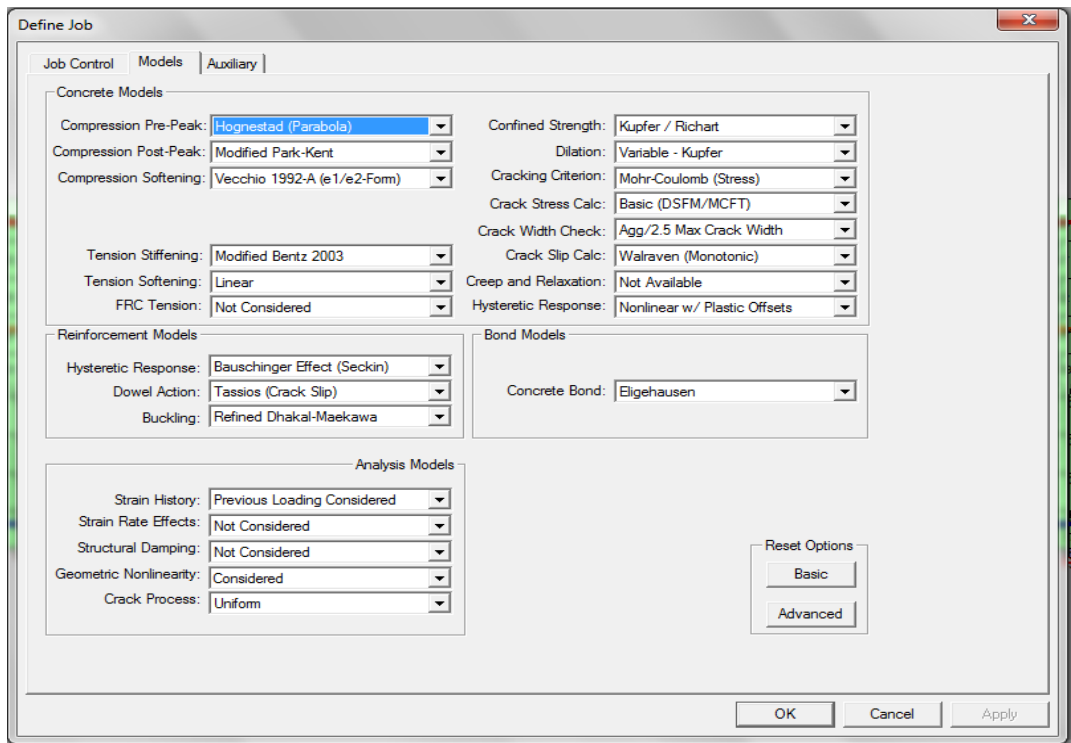 Define Job
Job Control Models Auxiliary
Concrete Models
Compression Pre-Peak: Hognestad (Parabola)
Compression Post-Peak: Modified Park-Kent
Compression Softening: Vecchio 1992-A (e1/e2-Form)
Tension Stiffening: Modified Bentz 2003
Tension Softening: Linear
FRC Tension: Not Considered
Confined Strength: Kupfer / Richart
Dilation: Variable - Kupfer
Cracking Criterion: Mohr-Coulomb (Stress)
Crack Stress Calc: Basic (DSFM/MCFT)
Crack Width Check: Agg/2.5 Max Crack Width
Crack Slip Calc: Walraven (Monotonic)
Creep and Relaxation: Not Available
Hysteretic Response: Nonlinear w/ Plastic Offsets
Reinforcement Models
Hysteretic Response: Bauschinger Effect (Seckin)
Dowel Action: Tassios (Crack Slip)
Buckling: Refined Dhakal-Maekawa
Bond Models
Concrete Bond: Eligehausen
Analysis Models
Strain History: Previous Loading Considered
Strain Rate Effects: Not Considered
Structural Damping: Not Considered
Geometric Nonlinearity: Considered
Crack Process: Uniform
Reset Options
Basic
Advanced
OK Cancel Apply